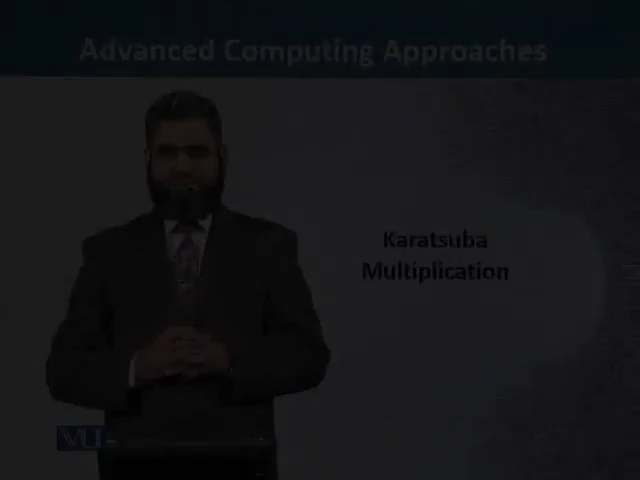 Advanced Computing Approaches
Karatsuba
Multiplication